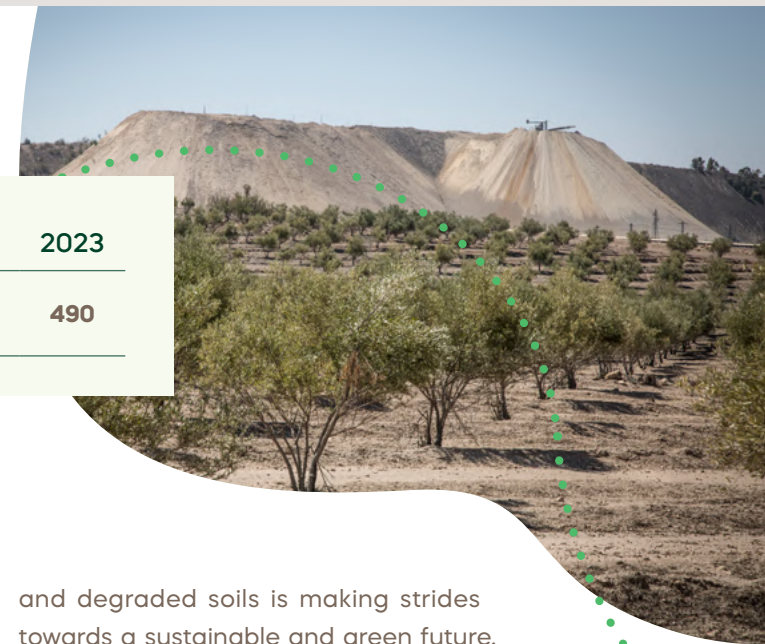 2023
490
and degraded soils is making strides
towards a sustainable and green future.